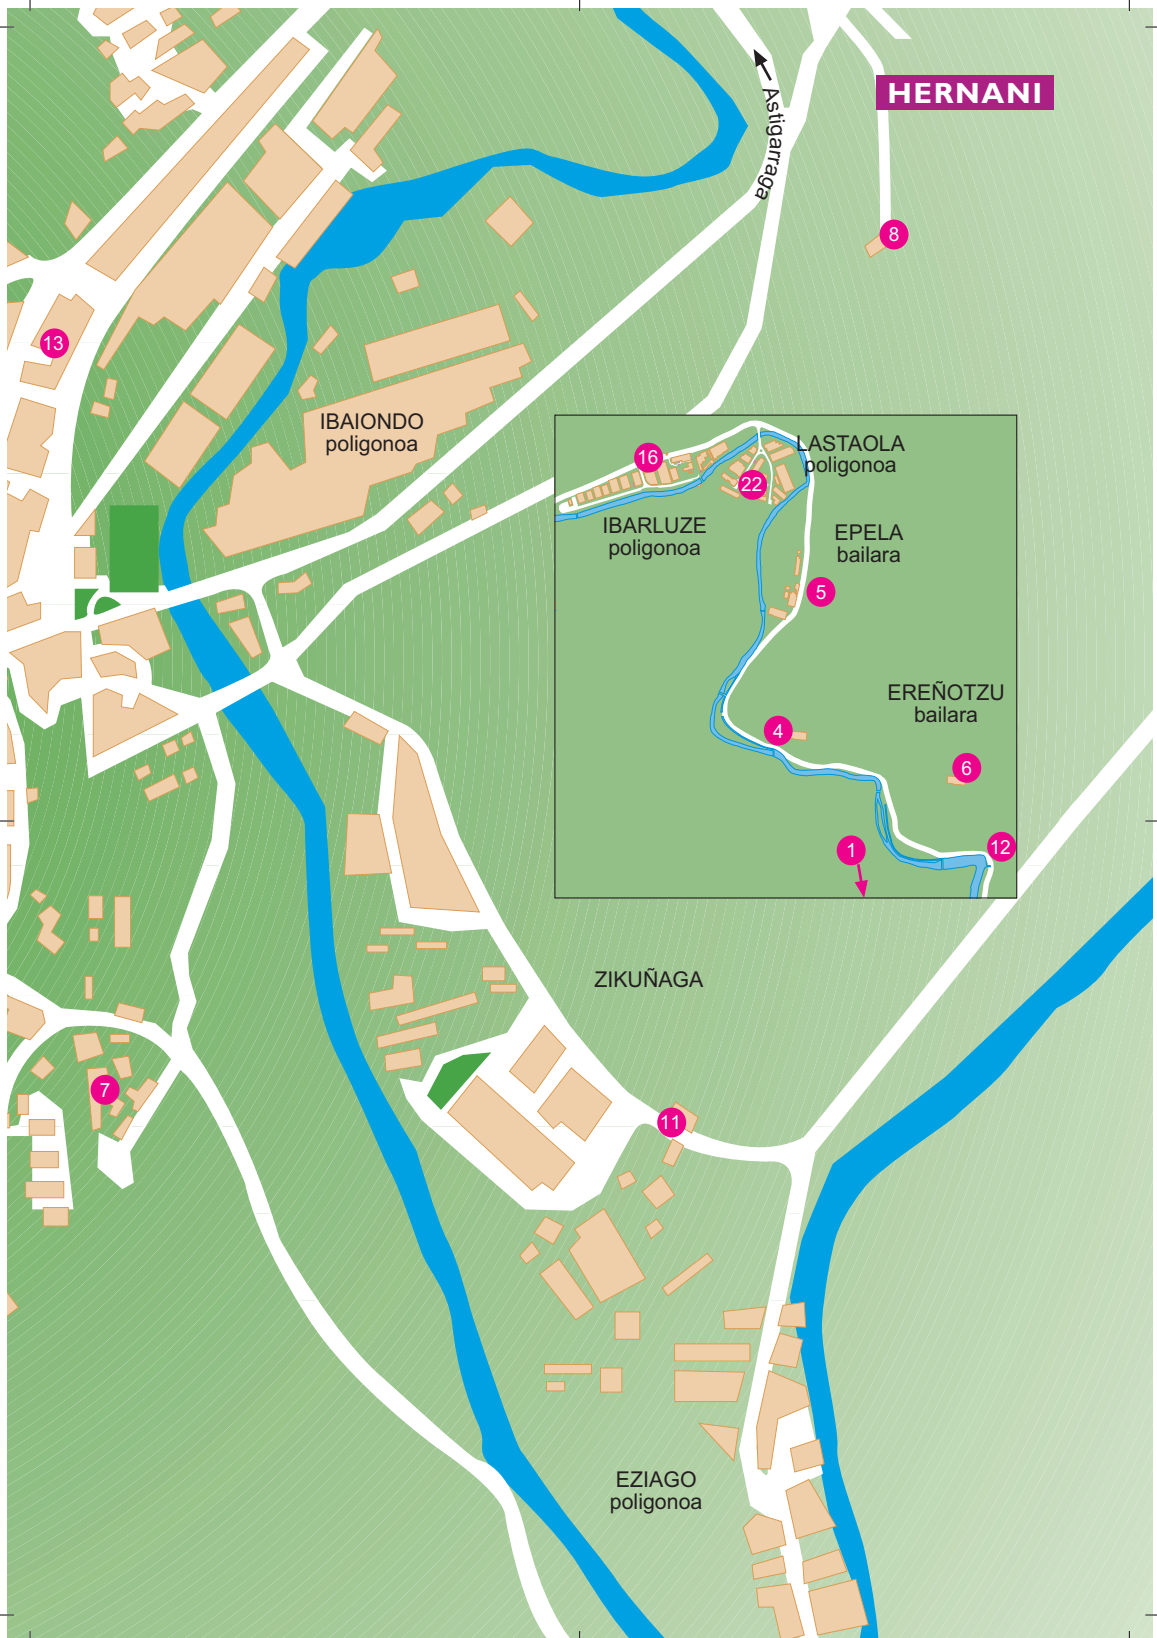 HERNANI
Astigarraga
8
13
IBAIONDO
poligonoa
16
LASTAOLA
poligonoa
22
IBARLUZE
poligonoa
EPELA
bailara
5
EREÑOTZU
bailara
4
6
1
12
ZIKUÑAGA
7
11
EZIAGO
poligonoa